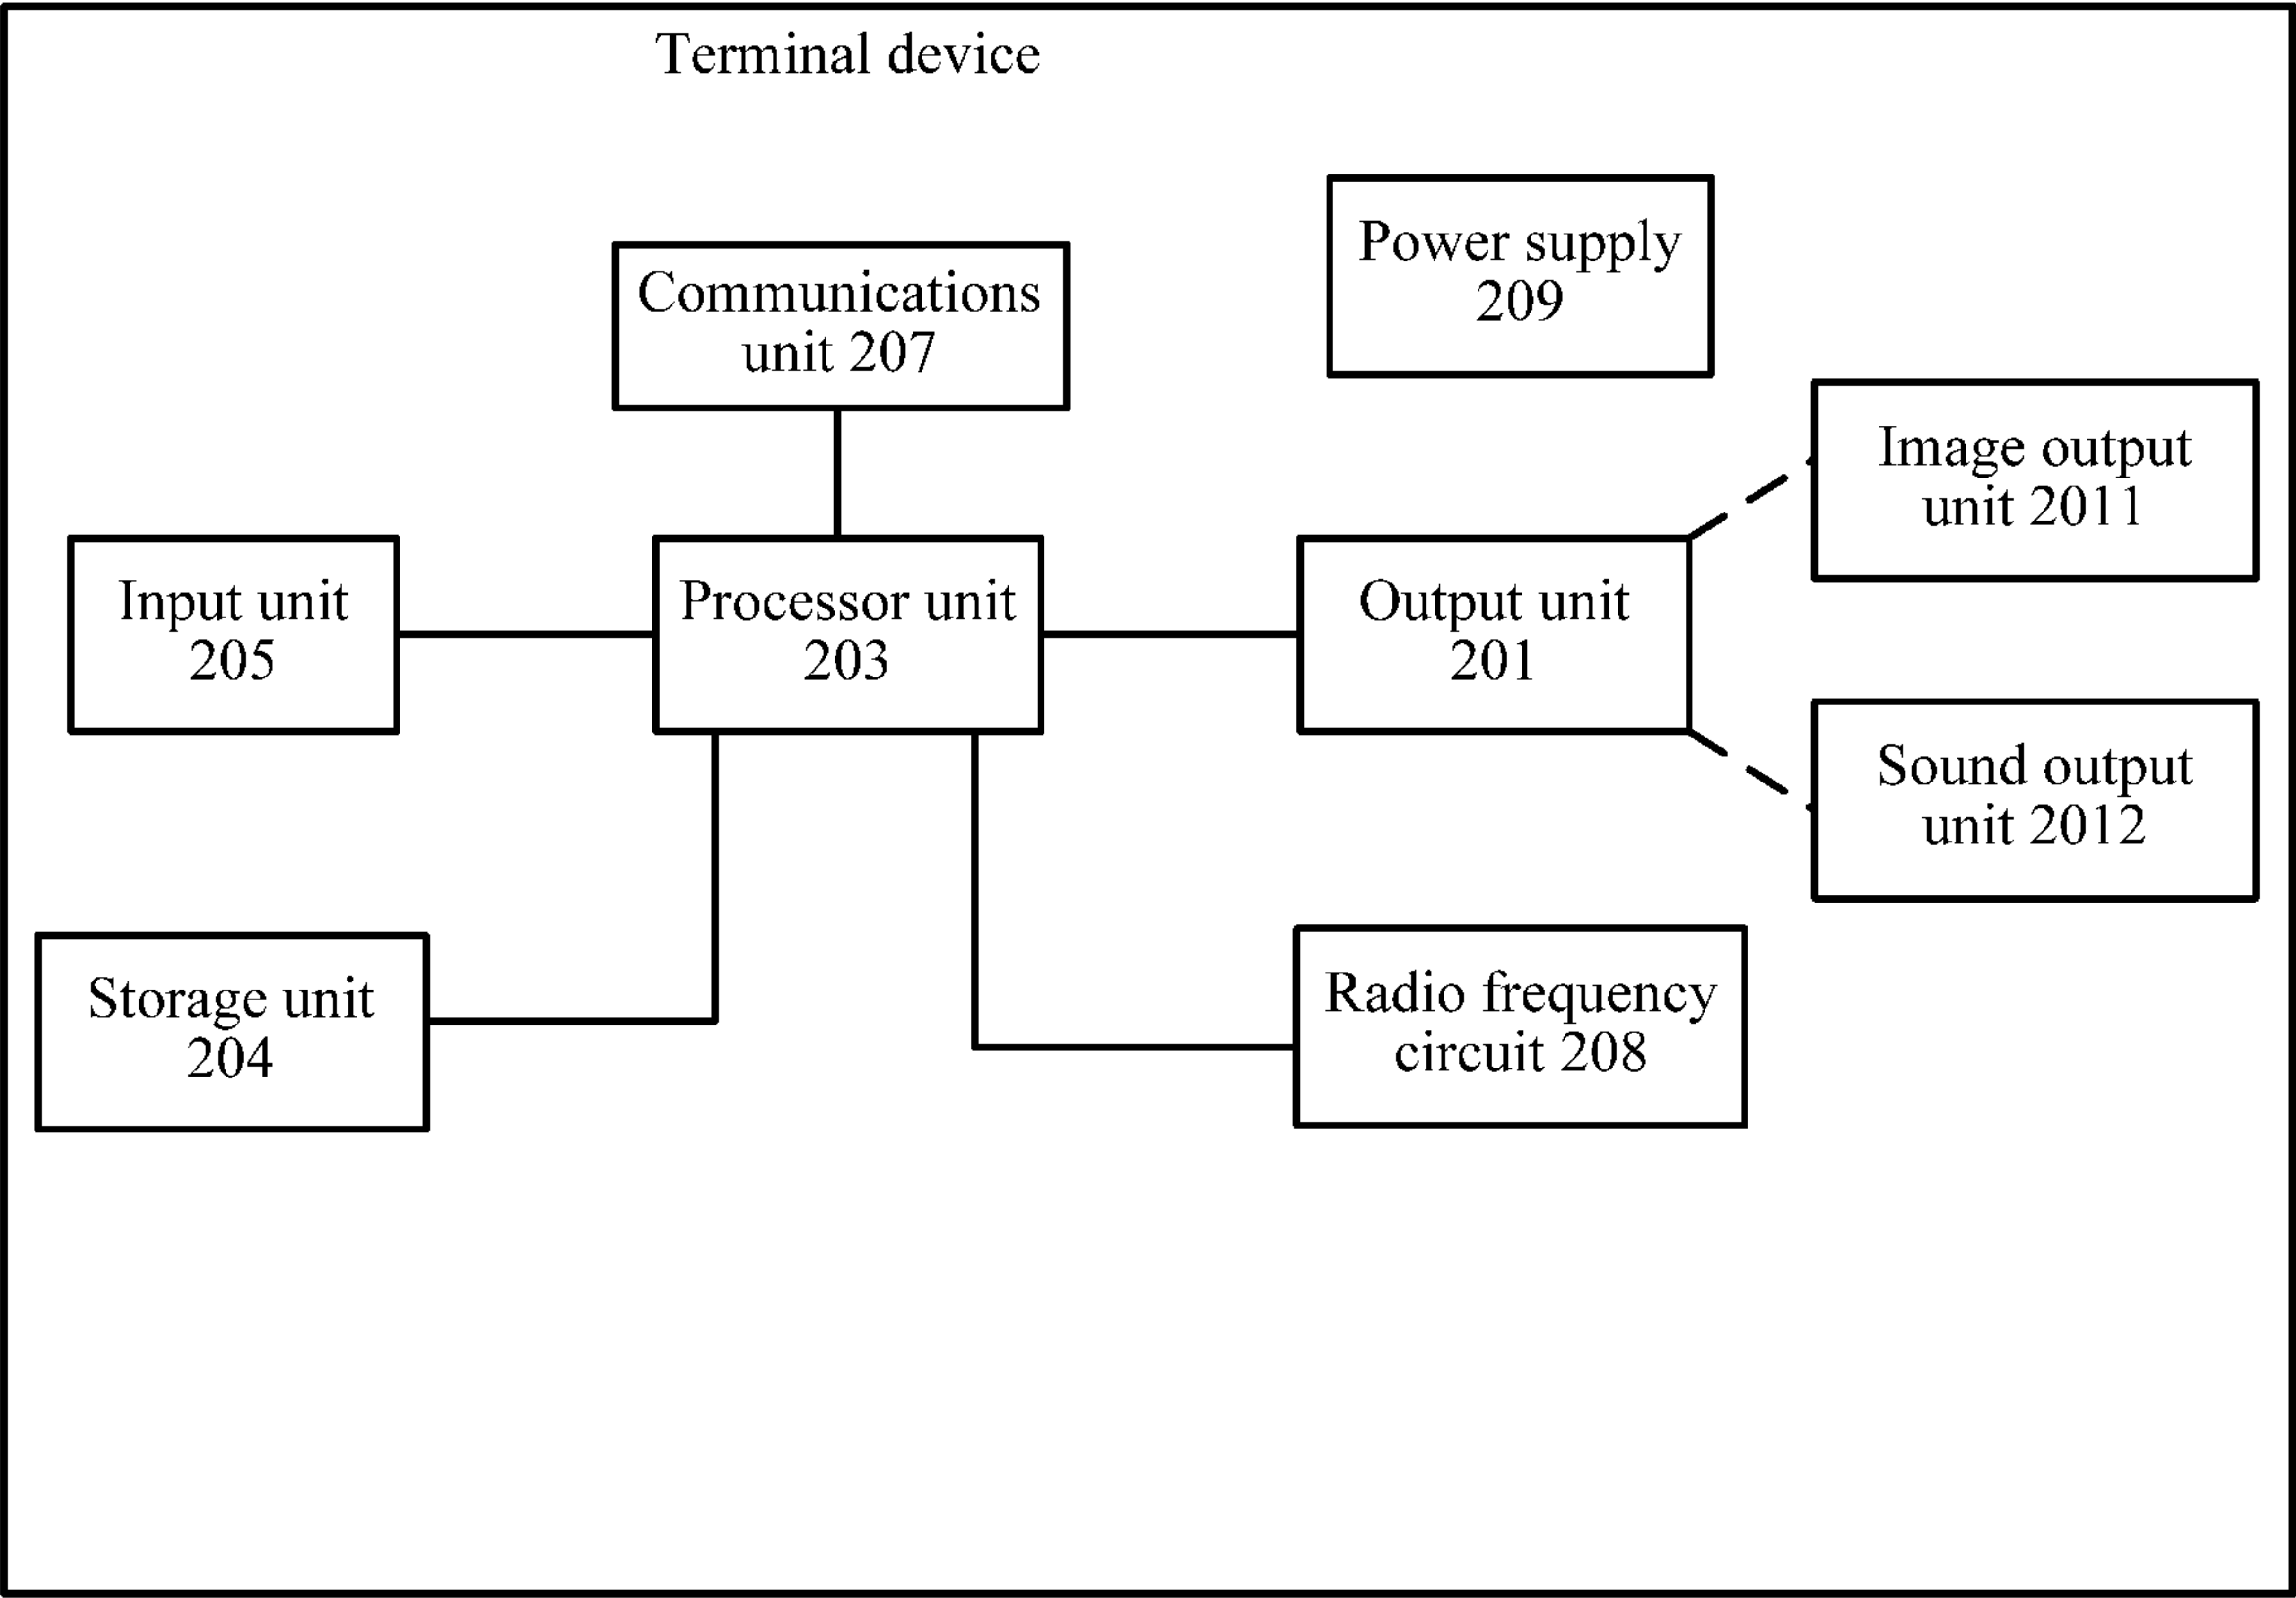 Terminal device
Power supply
209
Communications
unit 207
Image output
unit 2011
Input unit
205
Processor unit
203
Output unit
201
Sound output
unit 2012
Storage unit
204
Radio frequency
circuit 208